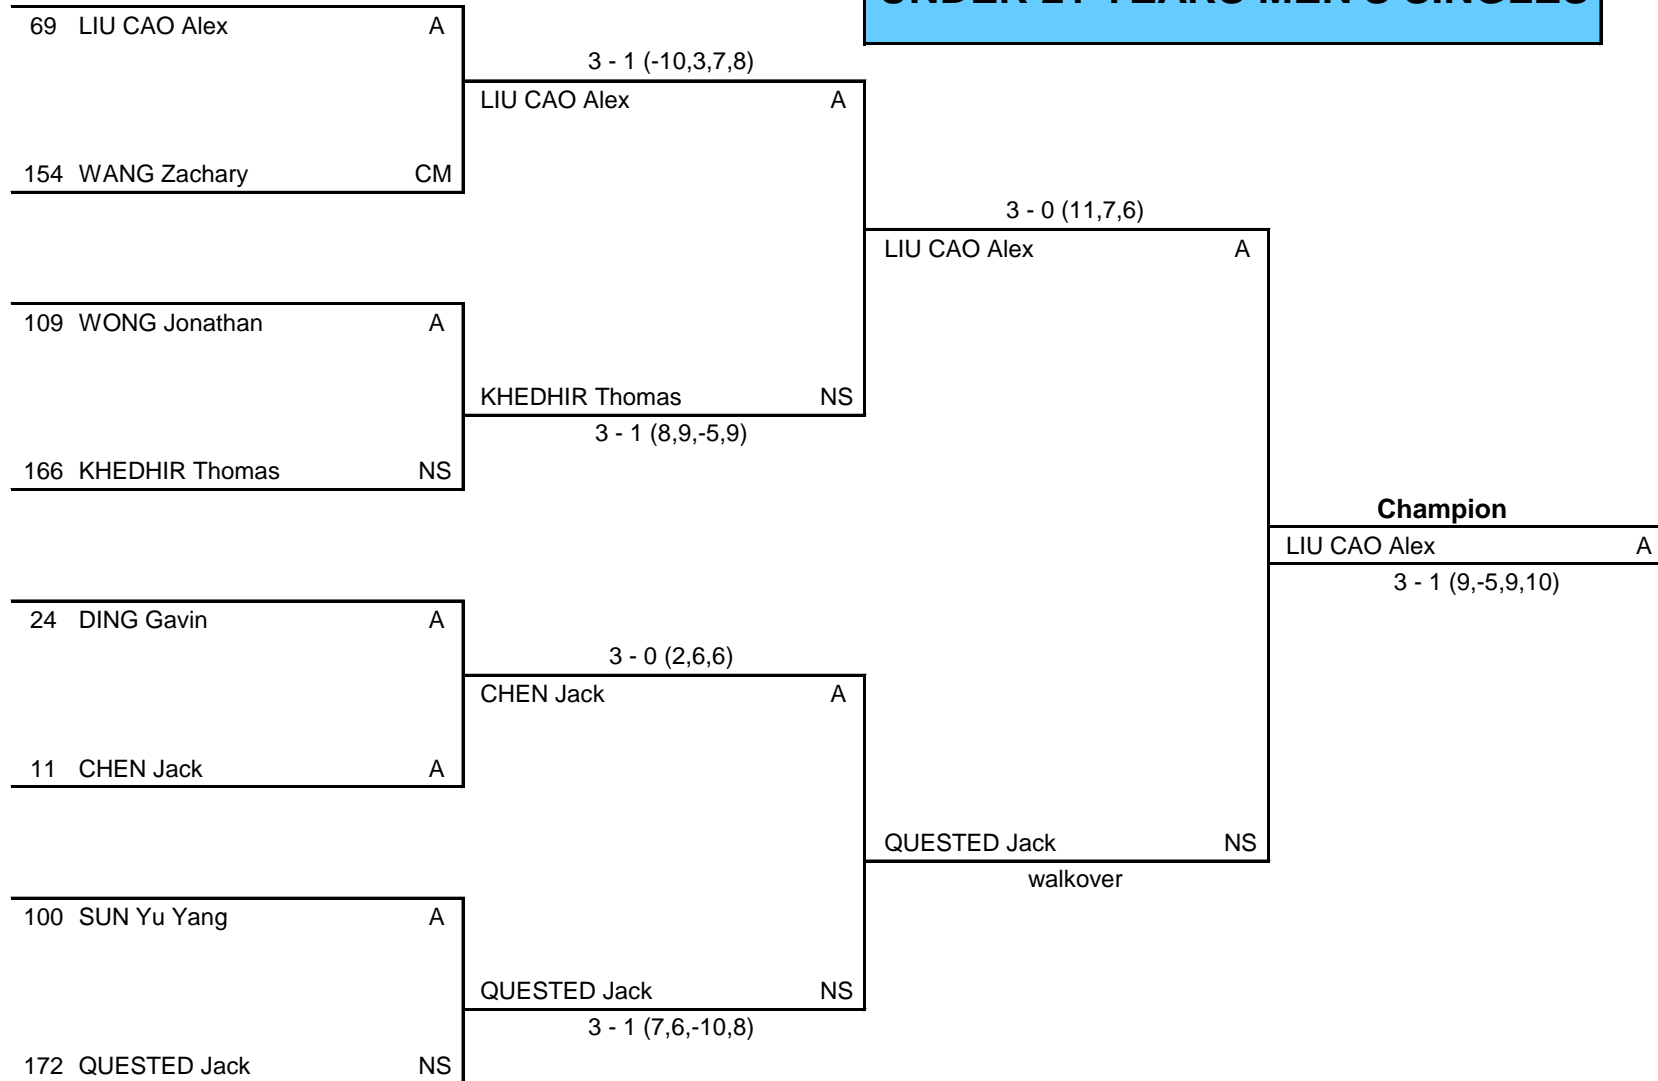 UNDER 21 YEARS MEN'S SINGLES
69 LIU CAO Alex A
3 - 1 (-10,3,7,8)
LIU CAO Alex A
154 WANG Zachary CM
3 - 0 (11,7,6)
LIU CAO Alex A
109 WONG Jonathan A
KHEDHIR Thomas NS
3 - 1 (8,9,-5,9)
166 KHEDHIR Thomas NS
Champion
LIU CAO Alex A
3 - 1 (9,-5,9,10)
24 DING Gavin A
3 - 0 (2,6,6)
CHEN Jack A
11 CHEN Jack A
QUESTED Jack NS
walkover
100 SUN Yu Yang A
QUESTED Jack NS
3 - 1 (7,6,-10,8)
172 QUESTED Jack NS